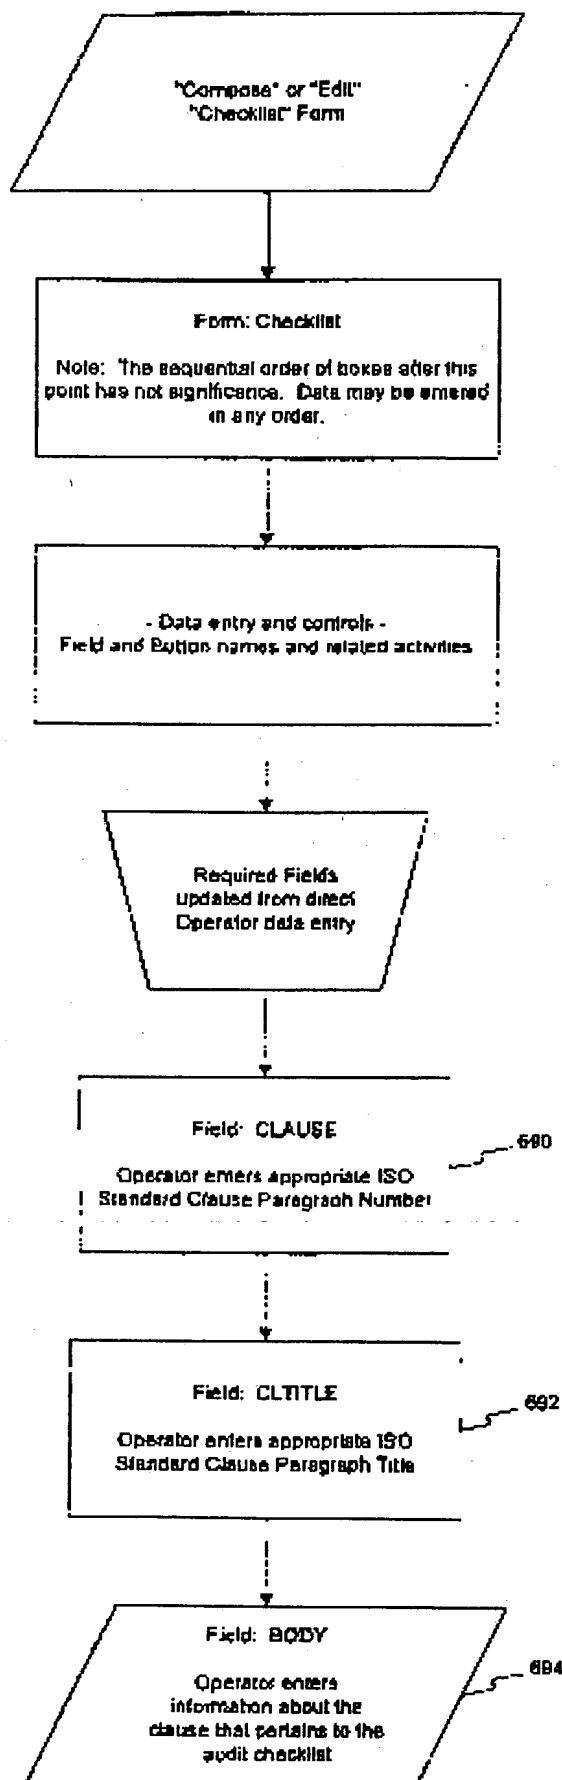 "Compose" or "Edit"
"Checklist" Form
Form: Checklist
Note: The sequential order of boxes after this
point has not significance. Data may be entered
in any order.
- Data entry and controls -
Field and Button names and related activities
Required Fields
updated from direct
Operator data entry
Field: CLAUSE
Operator enters appropriate ISO
Standard Clause Paragraph Number
690
Field: CLTITLE
Operator enters appropriate ISO
Standard Clause Paragraph Title
692
Field: BODY
Operator enters
information about the
clause that pertains to the
audit checklist
694